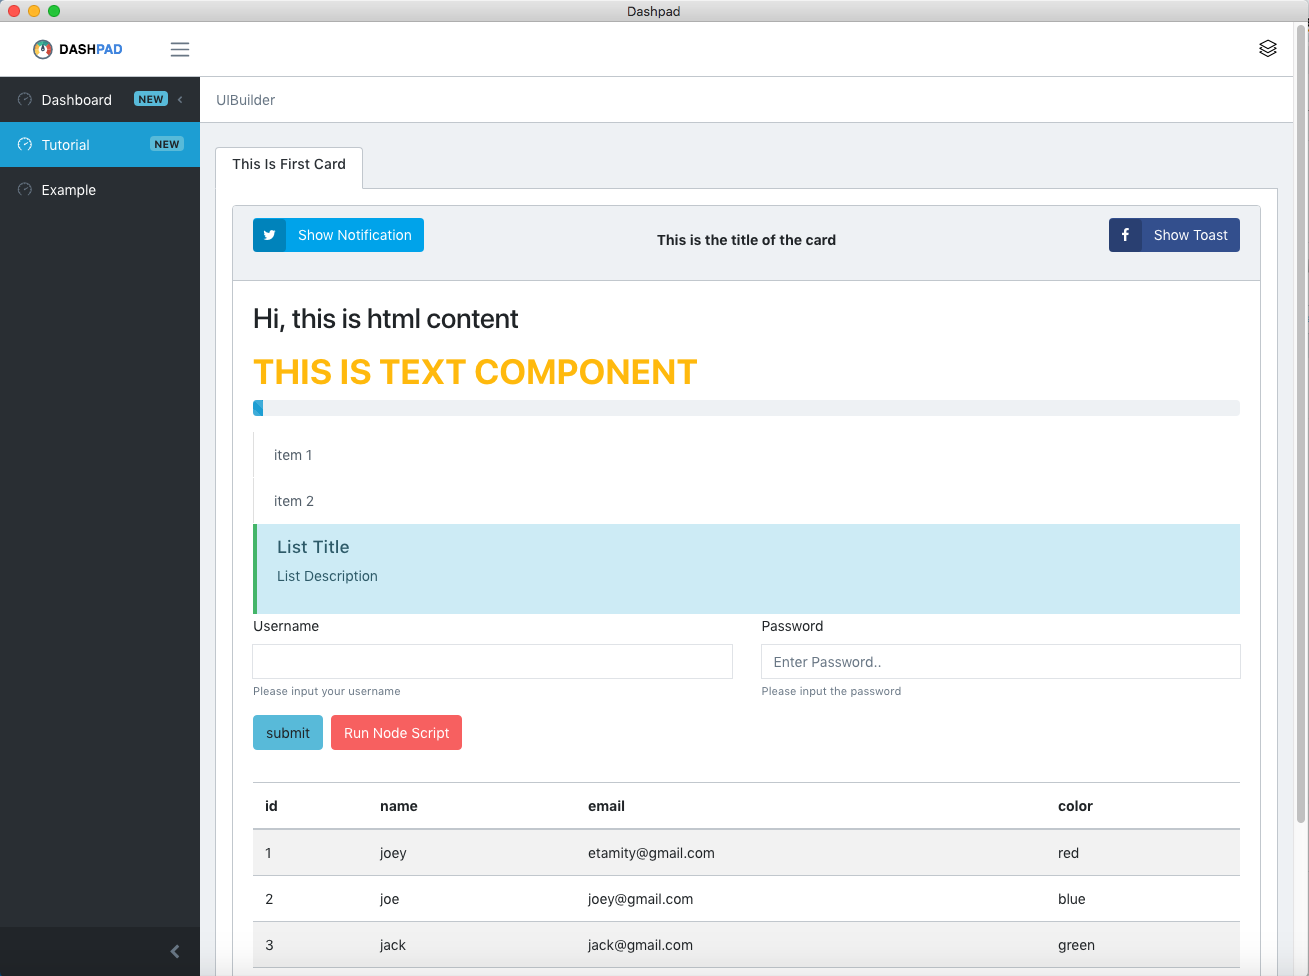 Dashpad
DASHPAD
Dashboard NEW
UIBuilder
Tutorial NEW
Example
This Is First Card
Show Notification
This is the title of the card
Show Toast
Hi, this is html content
THIS IS TEXT COMPONENT
item 1
item 2
List Title
List Description
Username Password
Enter Password..
Please input your username Please input the password
submit Run Node Script
id name email color
1 joey etamity@gmail.com red
2 joe joey@gmail.com blue
3 jack jack@gmail.com green